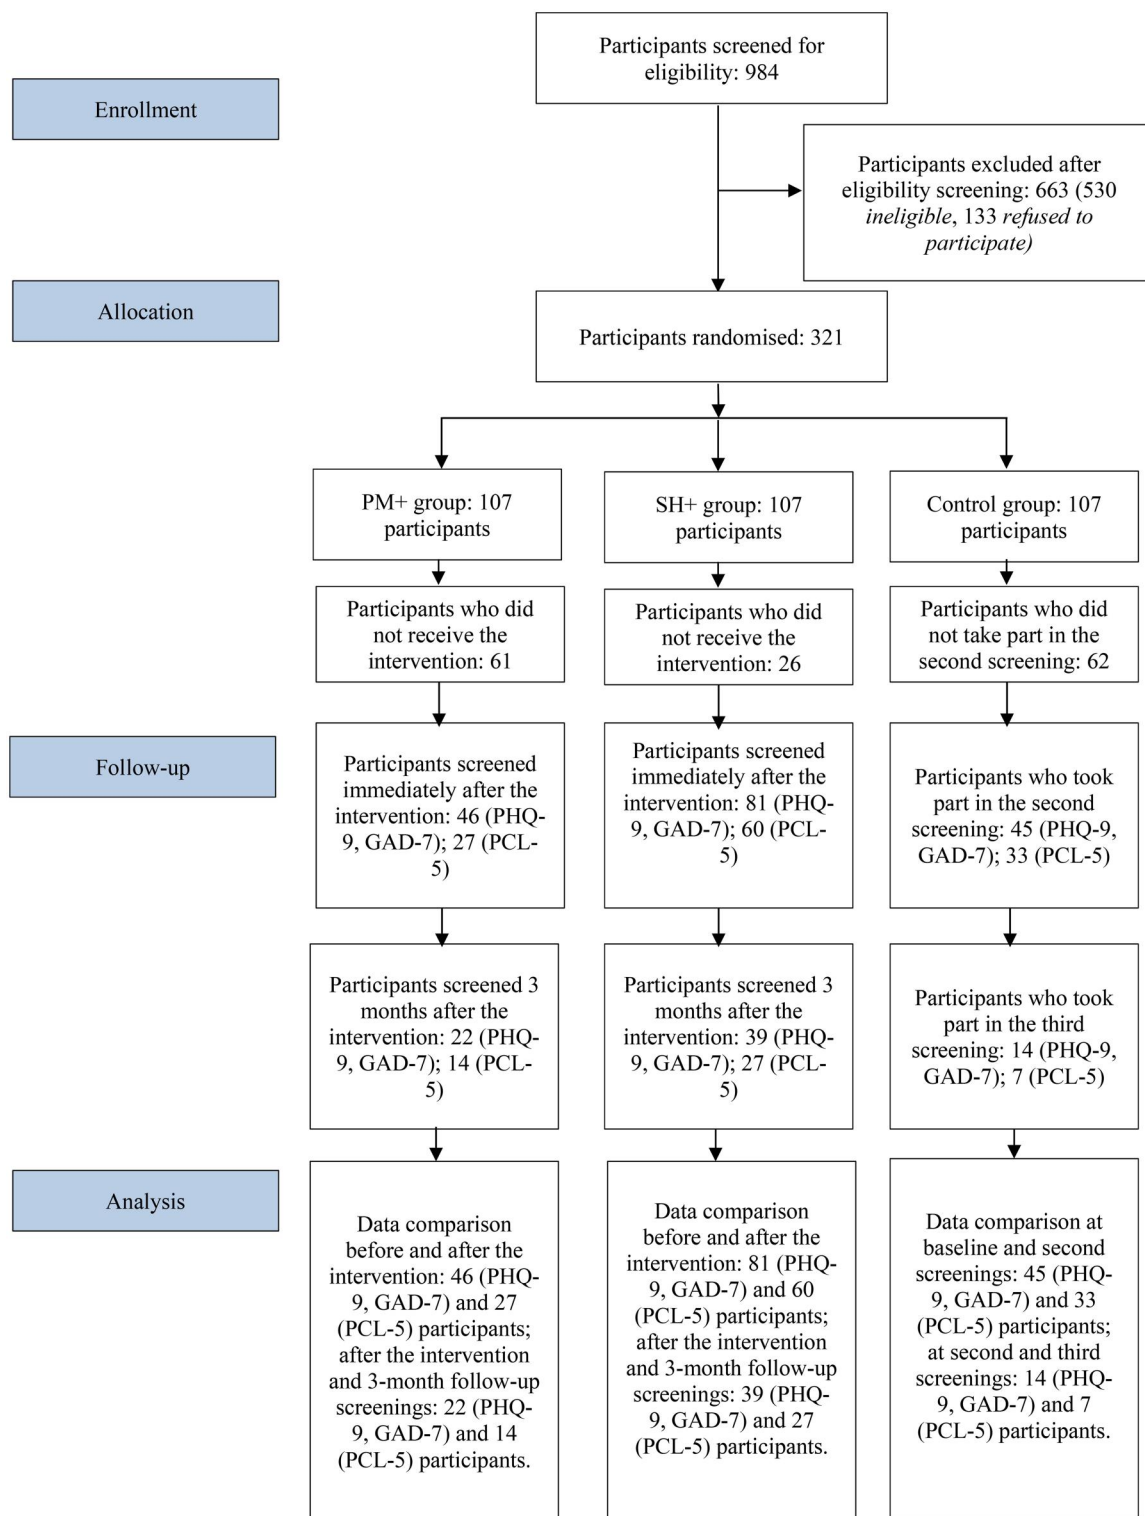 Participants screened for
eligibility: 984
Enrollment
Participants excluded after
eligibility screening: 663 (530
ineligible, 133 refused to
participate)
Allocation
Participants randomised: 321
PM+ group: 107
participants
SH+ group: 107
participants
Control group: 107
participants
Participants who did
not receive the
intervention: 61
Participants who did
not receive the
intervention: 26
Participants who did
not take part in the
second screening: 62
Follow-up
Participants screened
immediately after the
intervention: 46 (PHQ-
9, GAD-7); 27 (PCL-
5)
Participants screened
immediately after the
intervention: 81 (PHQ-
9, GAD-7); 60 (PCL-
5)
Participants who took
part in the second
screening: 45 (PHQ-9,
GAD-7); 33 (PCL-5)
Participants screened 3
months after the
intervention: 22 (PHQ-
9, GAD-7); 14 (PCL-
5)
Participants screened 3
months after the
intervention: 39 (PHQ-
9, GAD-7); 27 (PCL-
5)
Participants who took
part in the third
screening: 14 (PHQ-9,
GAD-7); 7 (PCL-5)
Analysis
Data comparison
before and after the
intervention: 46 (PHQ-
9, GAD-7) and 27
(PCL-5) participants;
after the intervention
and 3-month follow-up
screenings: 22 (PHQ-
9, GAD-7) and 14
(PCL-5) participants.
Data comparison
before and after the
intervention: 81 (PHQ-
9, GAD-7) and 60
(PCL-5) participants;
after the intervention
and 3-month follow-up
screenings: 39 (PHQ-
9, GAD-7) and 27
(PCL-5) participants.
Data comparison at
baseline and second
screenings: 45 (PHQ-
9, GAD-7) and 33
(PCL-5) participants;
at second and third
screenings: 14 (PHQ-
9, GAD-7) and 7
(PCL-5) participants.